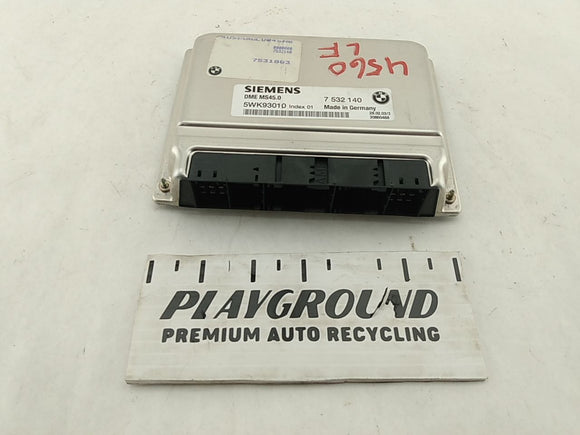 7531863
4560
LF
SIEMENS
DME MS45.0
5WK93010 Index 01
7 532 140
Made in Germany
PLAYGROUND
PREMIUM AUTO RECYCLING